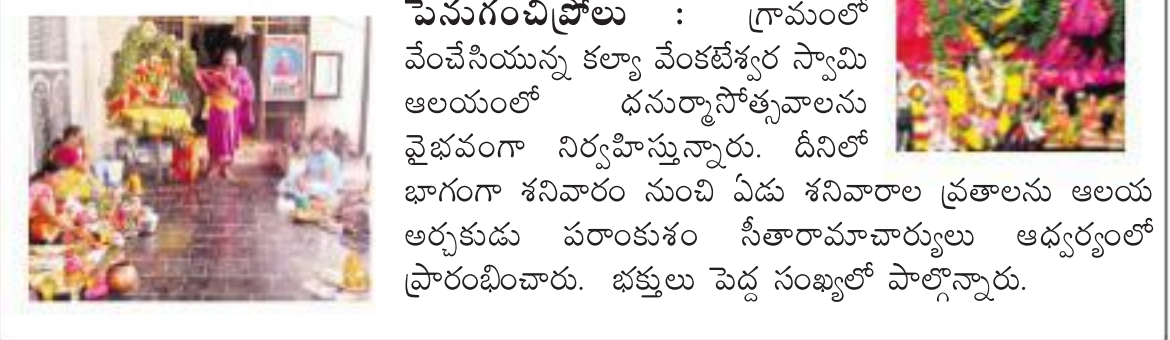 పెనుగంచిప్రోలు : గ్రామంలో
వేంచేసియున్న కల్యా వేంకటేశ్వర స్వామి
ఆలయంలో ధనుర్మాసోత్సవాలను
వైభవంగా నిర్వహిస్తున్నారు. దీనిలో
భాగంగా శనివారం నుంచి ఏడు శనివారాల వ్రతాలను ఆలయ
అర్చకుడు పరాంకుశం సీతారామాచార్యులు ఆధ్వర్యంలో
ప్రారంభించారు. భక్తులు పెద్ద సంఖ్యలో పాల్గొన్నారు.